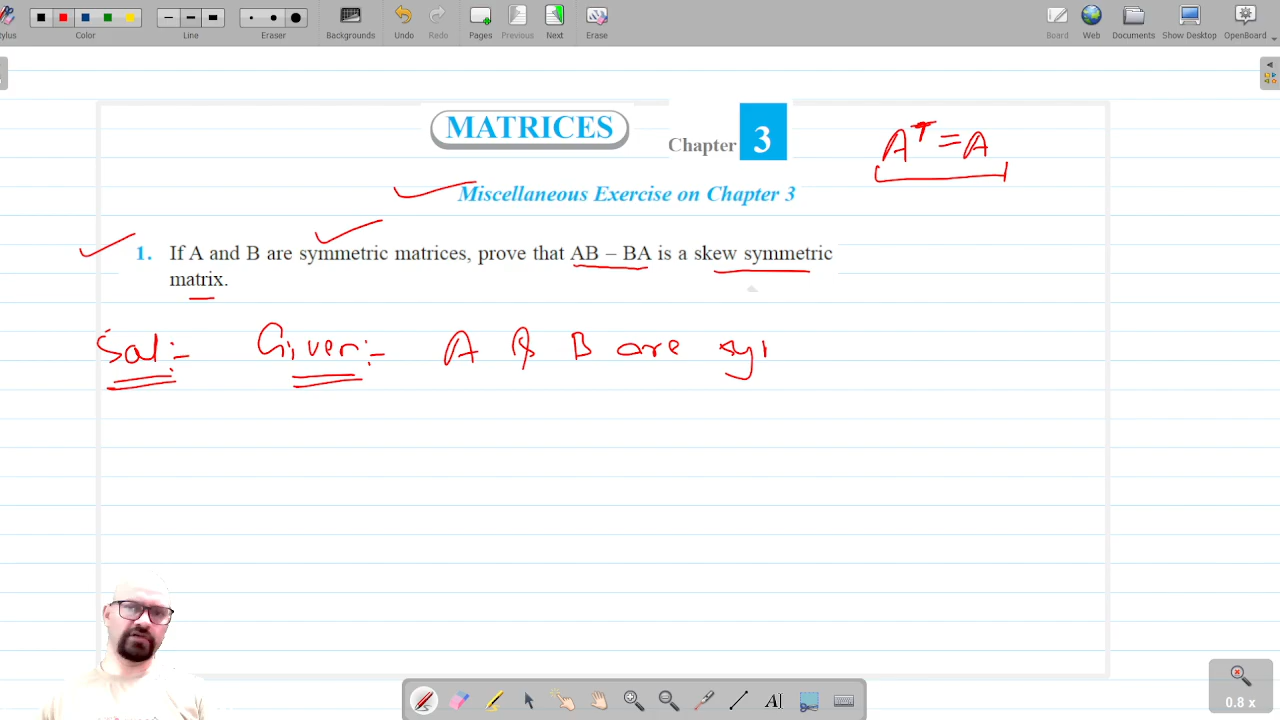 Stylus Color Line Eraser Backgrounds Undo Redo Pages Previous Next Erase Board Web Documents Show Desktop OpenBoard
MATRICES
Chapter 3
A^T = A
Miscellaneous Exercise on Chapter 3
1. If A and B are symmetric matrices, prove that AB – BA is a skew symmetric
matrix.
Sol:- Given:- A & B are sy
0.8 x